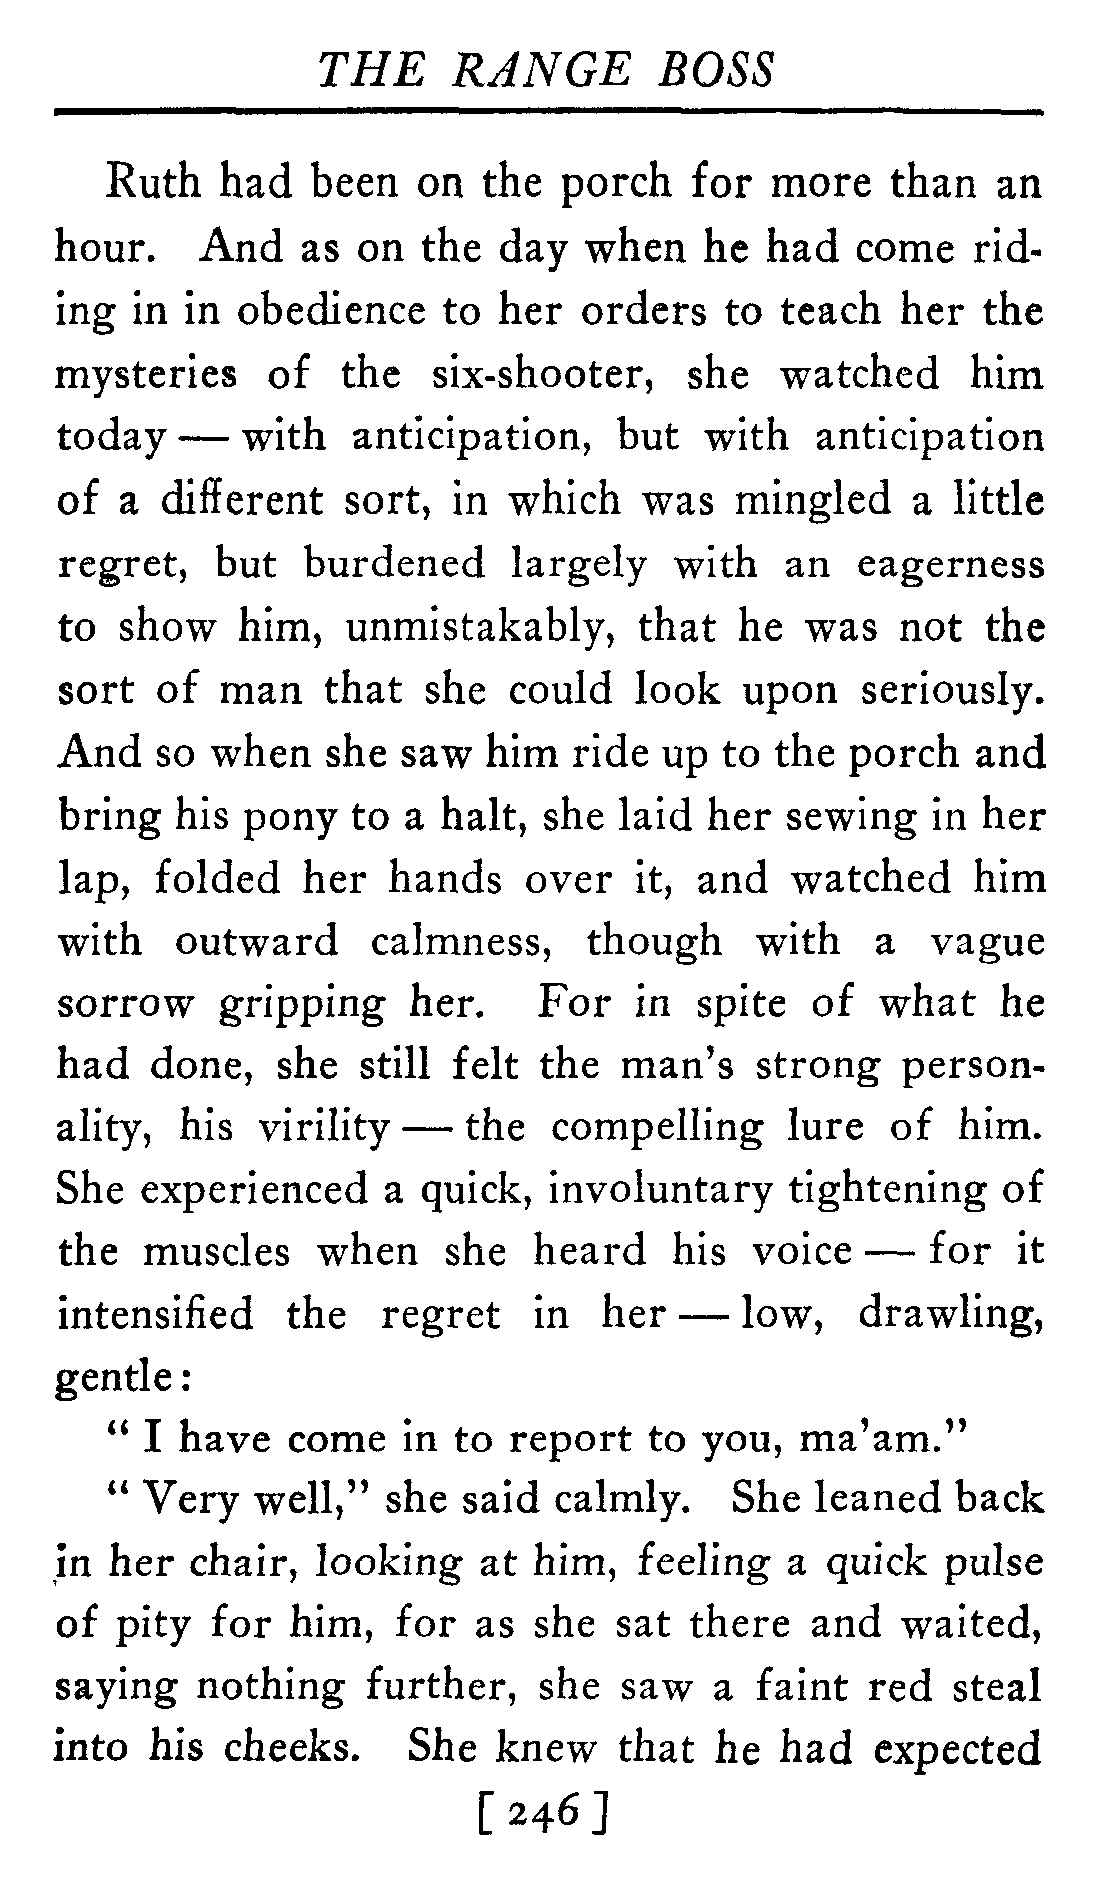 THE RANGE BOSS
Ruth had been on the porch for more than an
hour. And as on the day when he had come rid-
ing in in obedience to her orders to teach her the
mysteries of the six-shooter, she watched him
today — with anticipation, but with anticipation
of a different sort, in which was mingled a little
regret, but burdened largely with an eagerness
to show him, unmistakably, that he was not the
sort of man that she could look upon seriously.
And so when she saw him ride up to the porch and
bring his pony to a halt, she laid her sewing in her
lap, folded her hands over it, and watched him
with outward calmness, though with a vague
sorrow gripping her. For in spite of what he
had done, she still felt the man's strong person-
ality, his virility — the compelling lure of him.
She experienced a quick, involuntary tightening of
the muscles when she heard his voice — for it
intensified the regret in her — low, drawling,
gentle:
" I have come in to report to you, ma'am."
" Very well," she said calmly. She leaned back
in her chair, looking at him, feeling a quick pulse
of pity for him, for as she sat there and waited,
saying nothing further, she saw a faint red steal
into his cheeks. She knew that he had expected
[ 246 ]